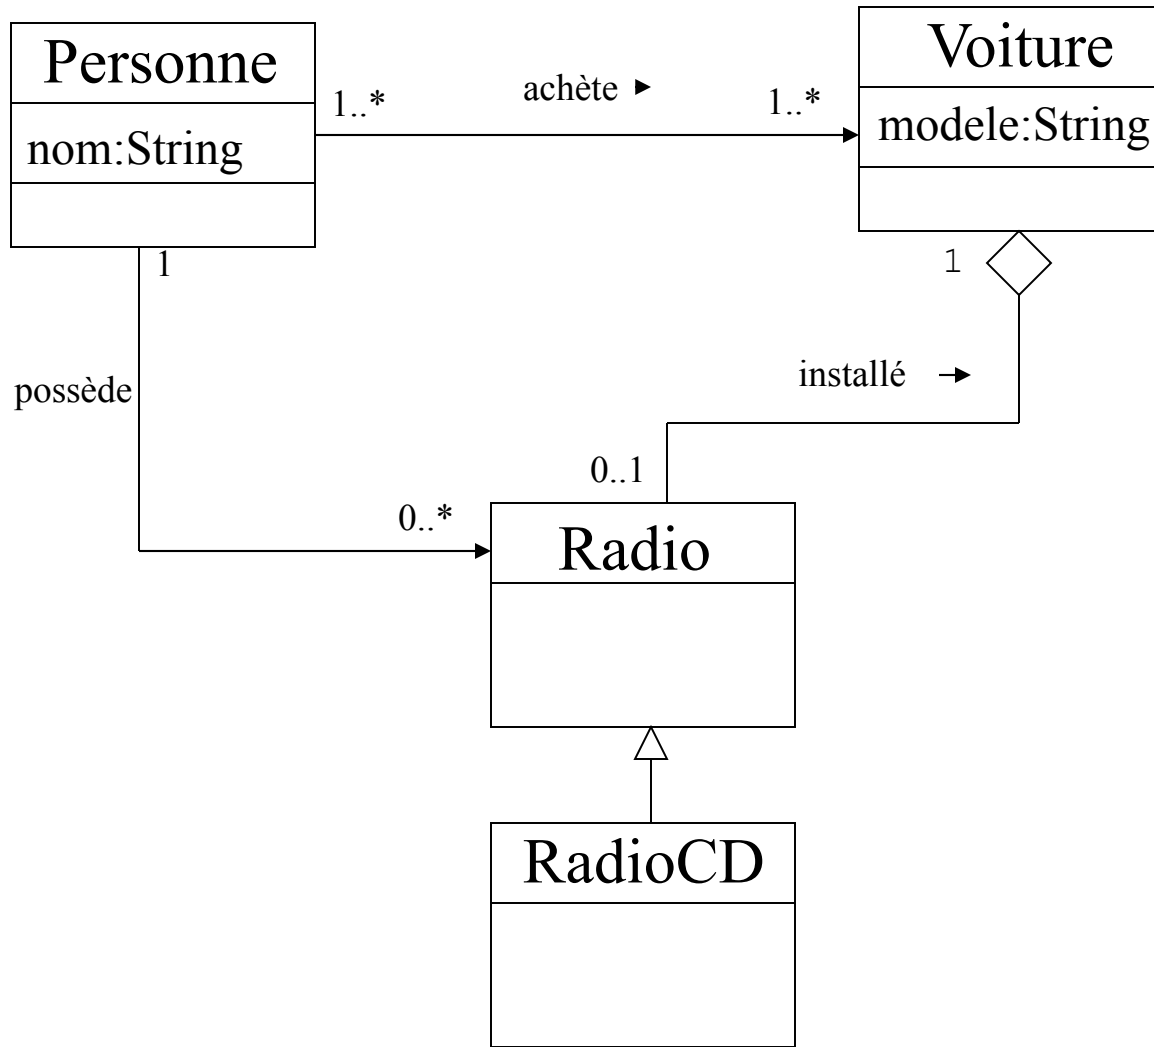 Personne
nom:String
1..*
achète
1..*
Voiture
modele:String
1
1
possède
installé
0..1
0..*
Radio
RadioCD